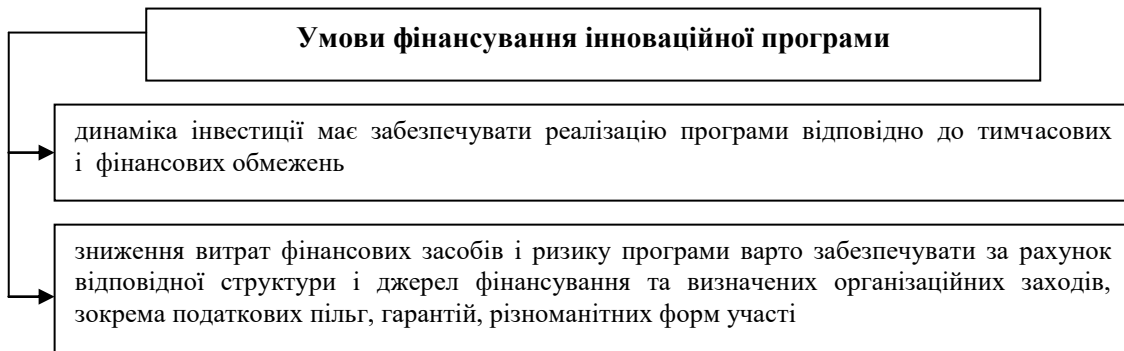 Умови фінансування інноваційної програми
динаміка інвестиції має забезпечувати реалізацію програми відповідно до тимчасових
і фінансових обмежень
зниження витрат фінансових засобів і ризику програми варто забезпечувати за рахунок
відповідної структури і джерел фінансування та визначених організаційних заходів,
зокрема податкових пільг, гарантій, різноманітних форм участі